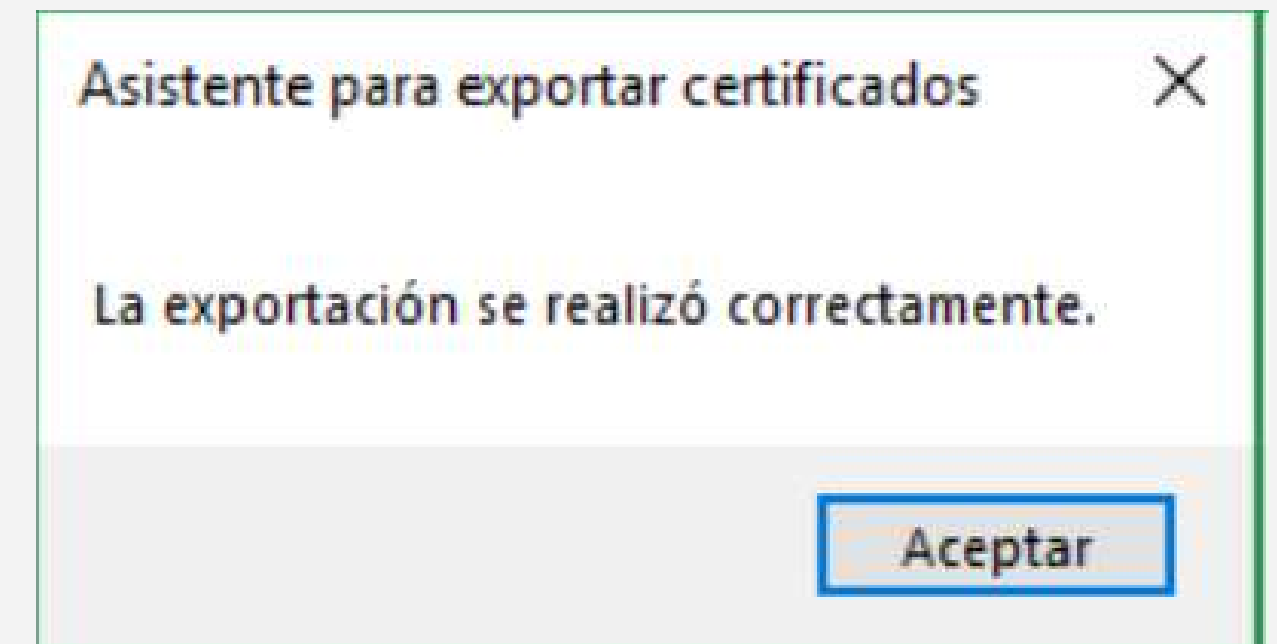 Asistente para exportar certificados
La exportación se realizó correctamente.
Aceptar